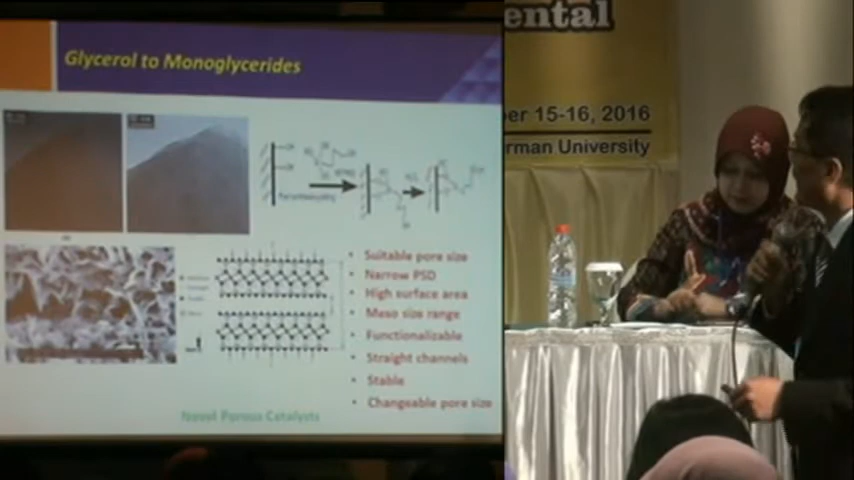 Glycerol to Monoglycerides
• Suitable pore size
• Narrow PSD
• High surface area
• Meso size range
• Functionalizable
• Straight channels
• Stable
• Changeable pore size
Novel Porous Catalysts
ental
er 15-16, 2016
rman University